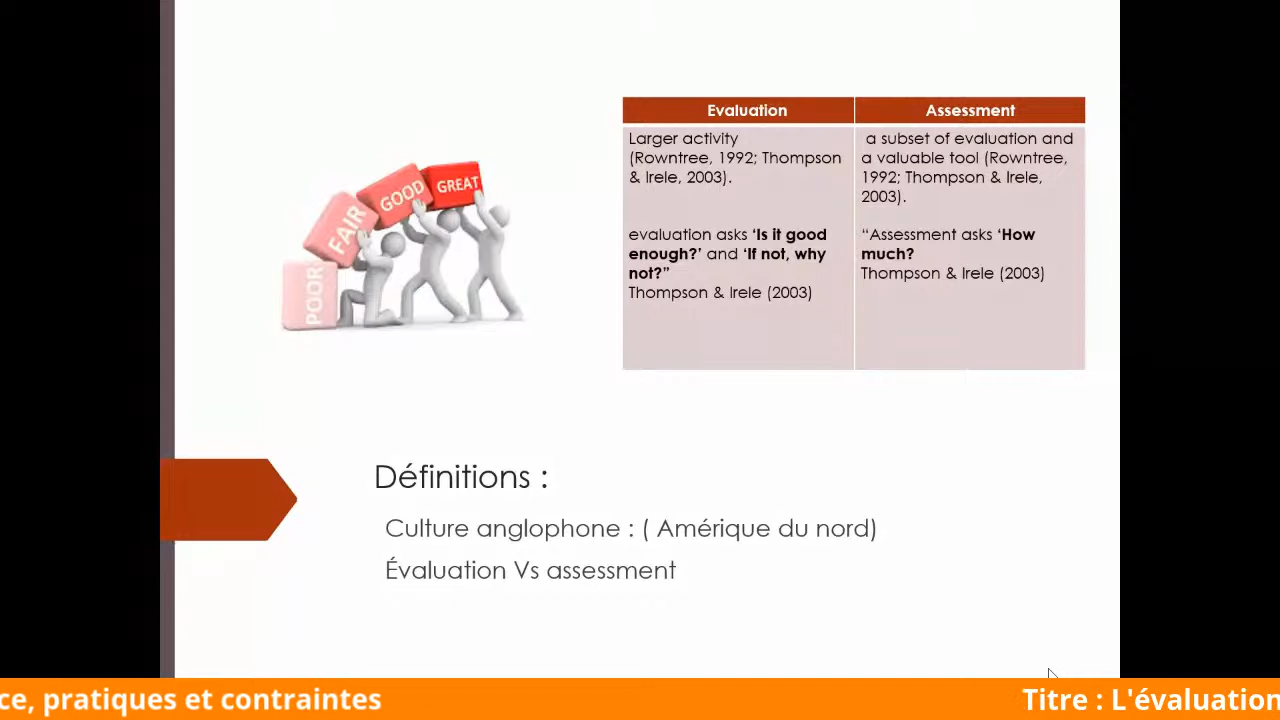 POOR
FAIR
GOOD
GREAT
Evaluation
Larger activity
(Rowntree, 1992; Thompson
& Irele, 2003).
evaluation asks ‘Is it good
enough?’ and ‘If not, why
not?”
Thompson & Irele (2003)
Assessment
a subset of evaluation and
a valuable tool (Rowntree,
1992; Thompson & Irele,
2003).
“Assessment asks ‘How
much?
Thompson & Irele (2003)
Définitions :
Culture anglophone : ( Amérique du nord)
Évaluation Vs assessment
ce, pratiques et contraintes
Titre : L'évaluation